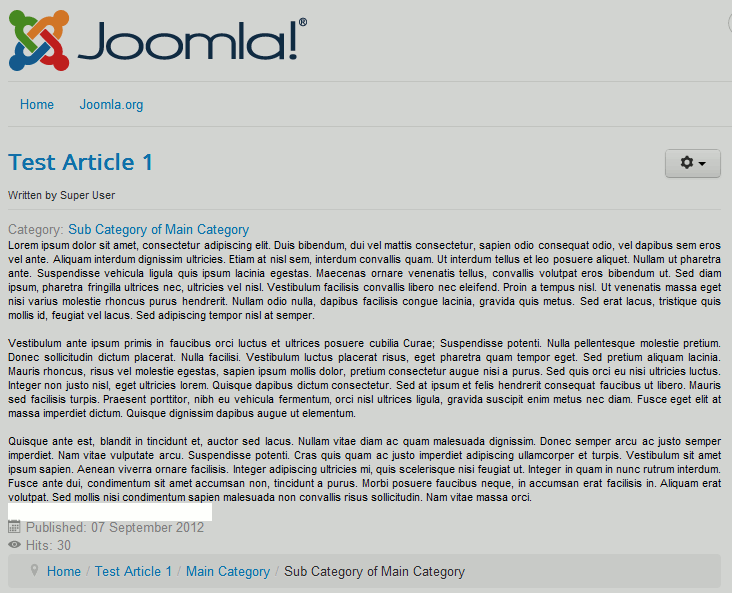 Joomla!®
Home Joomla.org
Test Article 1
Written by Super User
Category: Sub Category of Main Category
Lorem ipsum dolor sit amet, consectetur adipiscing elit. Duis bibendum, dui vel mattis consectetur, sapien odio consequat odio, vel dapibus sem eros
vel ante. Aliquam interdum dignissim ultricies. Etiam at nisl sem, interdum convallis quam. Ut interdum tellus et leo posuere aliquet. Nullam ut pharetra
ante. Suspendisse vehicula ligula quis ipsum lacinia egestas. Maecenas ornare venenatis tellus, convallis volutpat eros bibendum ut. Sed diam
ipsum, pharetra fringilla ultrices nec, ultricies vel nisl. Vestibulum facilisis convallis libero nec eleifend. Proin a tempus nisl. Ut venenatis massa eget
nisi varius molestie rhoncus purus hendrerit. Nullam odio nulla, dapibus facilisis congue lacinia, gravida quis metus. Sed erat lacus, tristique quis
mollis id, feugiat vel lacus. Sed adipiscing tempor nisl at semper.
Vestibulum ante ipsum primis in faucibus orci luctus et ultrices posuere cubilia Curae; Suspendisse potenti. Nulla pellentesque molestie pretium.
Donec sollicitudin dictum placerat. Nulla facilisi. Vestibulum luctus placerat risus, eget pharetra quam tempor eget. Sed pretium aliquam lacinia.
Mauris rhoncus, risus vel molestie egestas, sapien ipsum mollis dolor, pretium consectetur augue nisi a purus. Sed quis orci eu nisi ultricies luctus.
Integer non justo nisl, eget ultricies lorem. Quisque dapibus dictum consectetur. Sed at ipsum et felis hendrerit consequat faucibus ut libero. Mauris
sed facilisis turpis. Praesent porttitor, nibh eu vehicula fermentum, orci nisl ultrices ligula, gravida suscipit enim metus nec diam. Fusce eget elit at
massa imperdiet dictum. Quisque dignissim dapibus augue ut elementum.
Quisque ante est, blandit in tincidunt et, auctor sed lacus. Nullam vitae diam ac quam malesuada dignissim. Donec semper arcu ac justo semper
imperdiet. Nam vitae vulputate arcu. Suspendisse potenti. Cras quis quam ac justo imperdiet adipiscing ullamcorper et turpis. Vestibulum sit amet
ipsum sapien. Aenean viverra ornare facilisis. Integer adipiscing ultricies mi, quis scelerisque nisi feugiat ut. Integer in quam in nunc rutrum interdum.
Fusce ante dui, condimentum sit amet accumsan non, tincidunt a purus. Morbi posuere faucibus neque, in accumsan erat facilisis in. Aliquam erat
volutpat. Sed mollis nisi condimentum sapien malesuada non convallis risus sollicitudin. Nam vitae massa orci.
Published: 07 September 2012
Hits: 30
Home / Test Article 1 / Main Category / Sub Category of Main Category